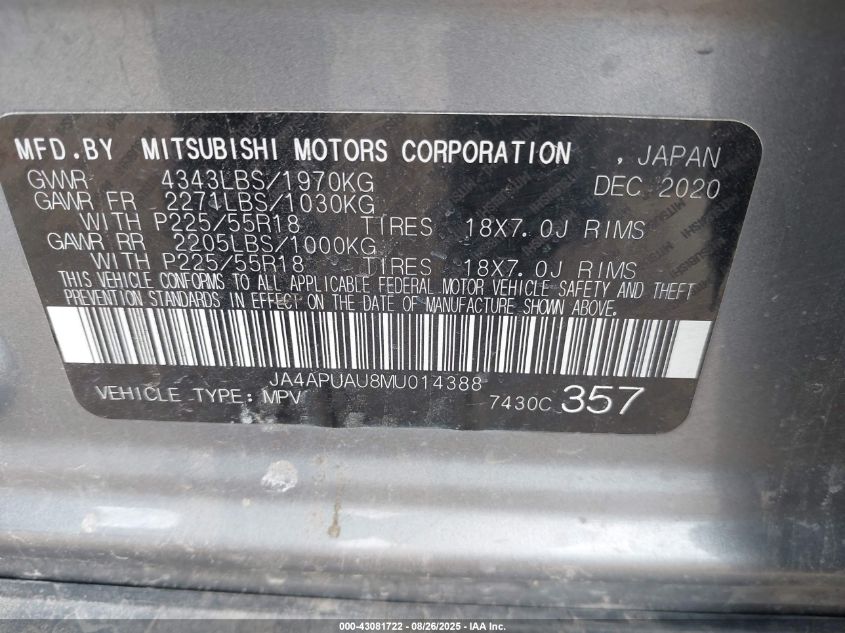 MFD.BY MITSUBISHI MOTORS CORPORATION , JAPAN
GVWR 4343LBS/1970KG DEC 2020
GAWR FR 2271LBS/1030KG
WITH P225/55R18 TIRES 18X7.0J RIMS
GAWR RR 2205LBS/1000KG
WITH P225/55R18 TIRES 18X7.0J RIMS
THIS VEHICLE CONFORMS TO ALL APPLICABLE FEDERAL MOTOR VEHICLE SAFETY AND THEFT
PREVENTION STANDARDS IN EFFECT ON THE DATE OF MANUFACTURE SHOWN ABOVE.
JA4APUAU8MU014388
VEHICLE TYPE: MPV 7430C 357
000-43081722 - 08/26/2025 - IAA Inc.